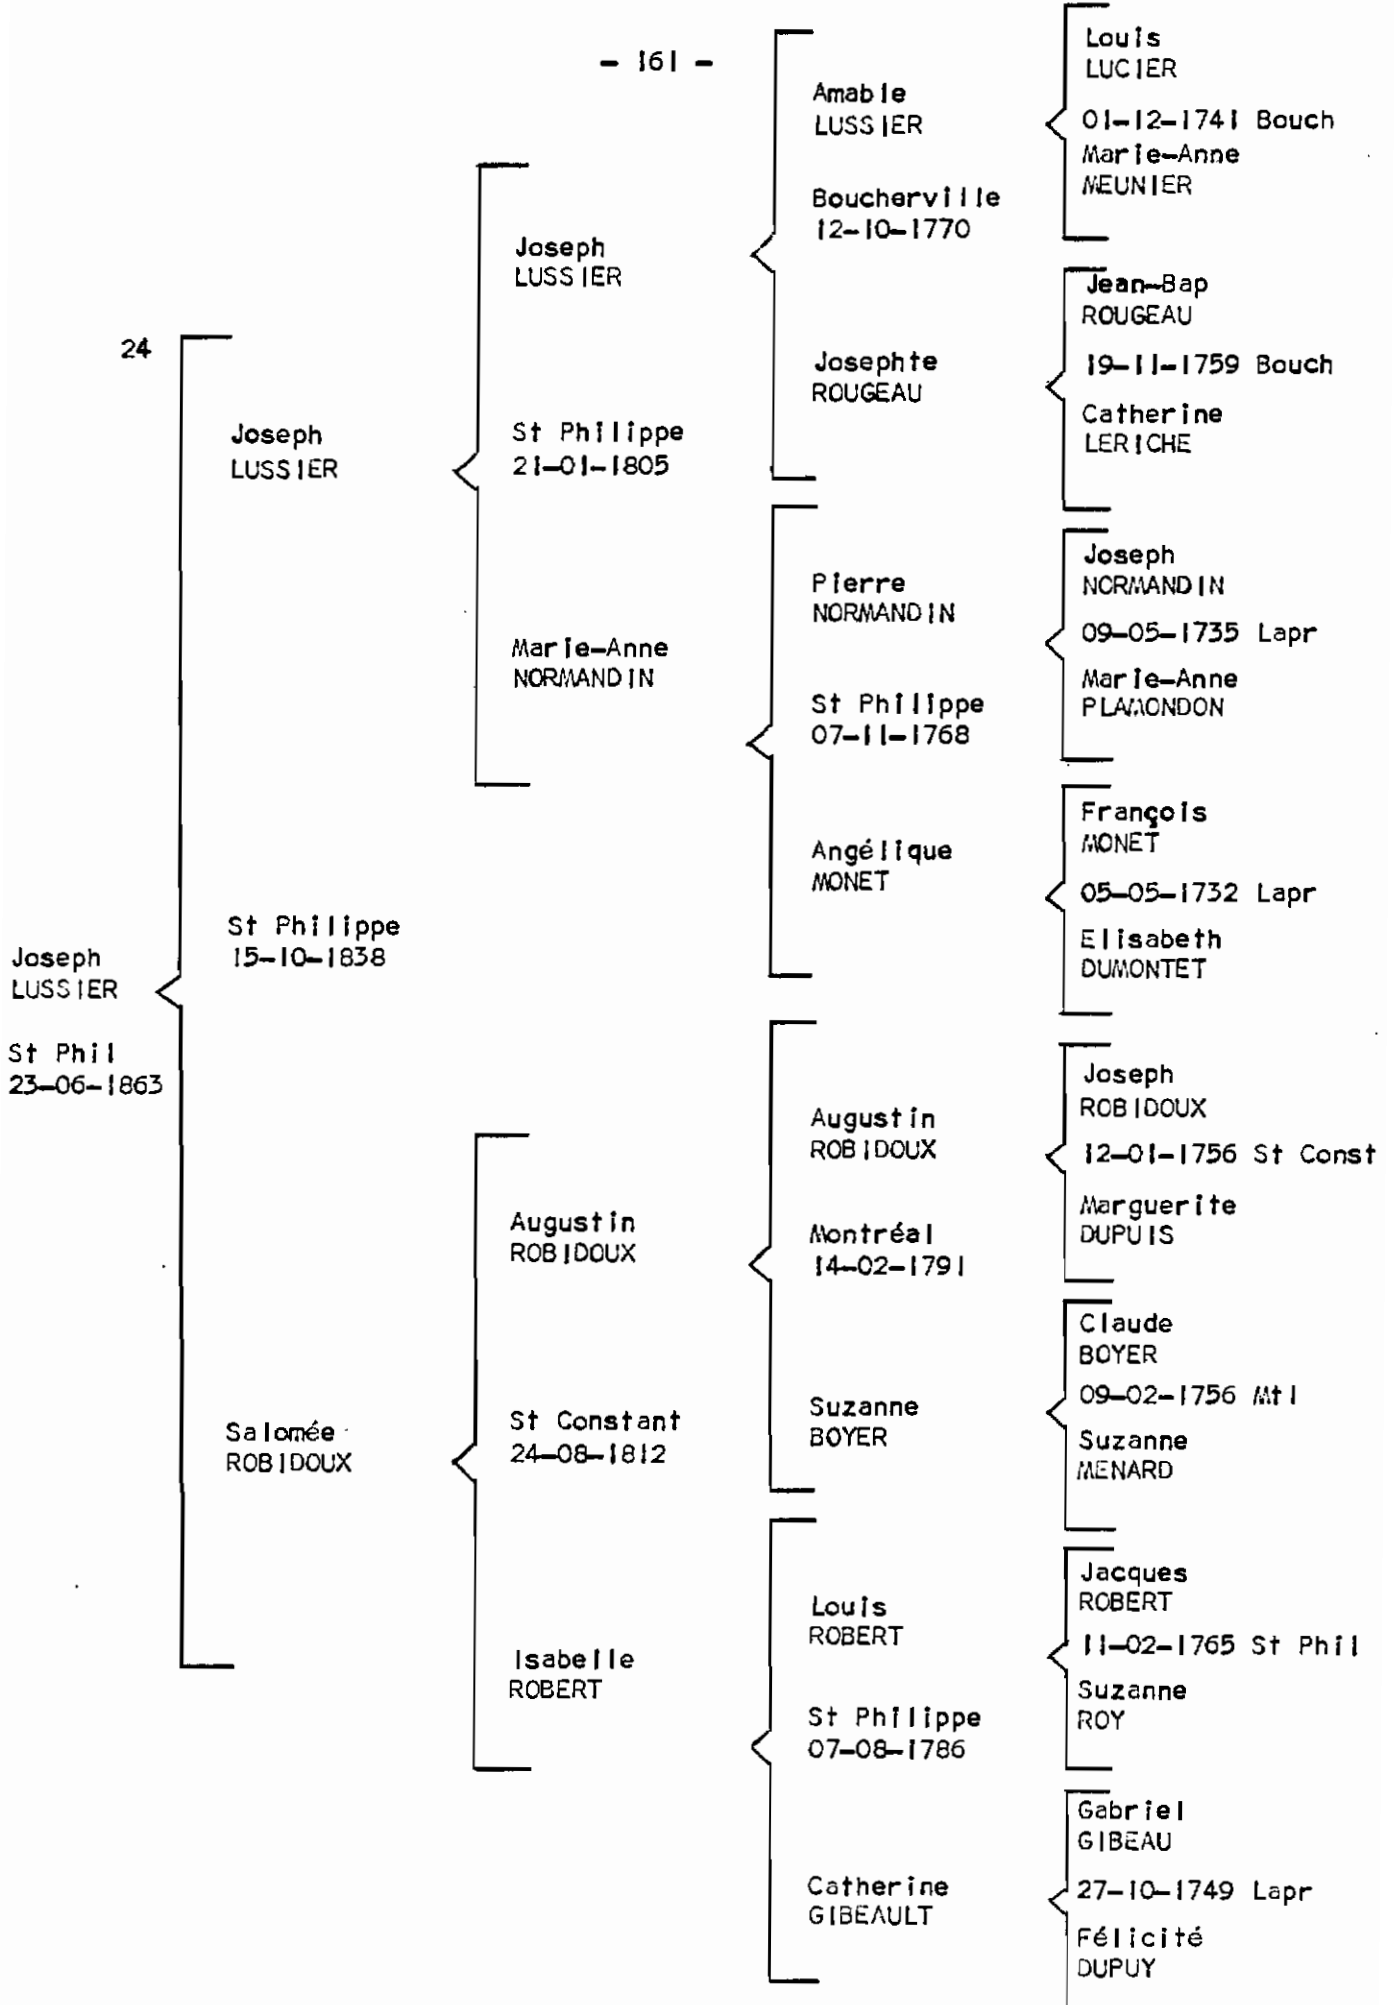 - 161 -
24
Joseph
LUSSIER
St Phil
23-06-1863
Joseph
LUSSIER
St Philippe
15-10-1838
Salomée
ROBIDOUX
Joseph
LUSSIER
St Philippe
21-01-1805
Marie-Anne
NORMANDIN
Augustin
ROBIDOUX
St Constant
24-08-1812
Isabelle
ROBERT
Amable
LUSSIER
Boucherville
12-10-1770
Josephte
ROUGEAU
Pierre
NORMANDIN
St Philippe
07-11-1768
Angélique
MONET
Augustin
ROBIDOUX
Montréal
14-02-1791
Suzanne
BOYER
Louis
ROBERT
St Philippe
07-08-1786
Catherine
GIBEAULT
Louis
LUCIER
01-12-1741 Bouch
Marie-Anne
MEUNIER
Jean-Bap
ROUGEAU
19-11-1759 Bouch
Catherine
LERICHE
Joseph
NORMANDIN
09-05-1735 Lapr
Marie-Anne
PLAMONDON
François
MONET
05-05-1732 Lapr
Elisabeth
DUMONTET
Joseph
ROBIDOUX
12-01-1756 St Const
Marguerite
DUPUIS
Claude
BOYER
09-02-1756 Mtl
Suzanne
MENARD
Jacques
ROBERT
11-02-1765 St Phil
Suzanne
ROY
Gabriel
GIBEAU
27-10-1749 Lapr
Félicité
DUPUY